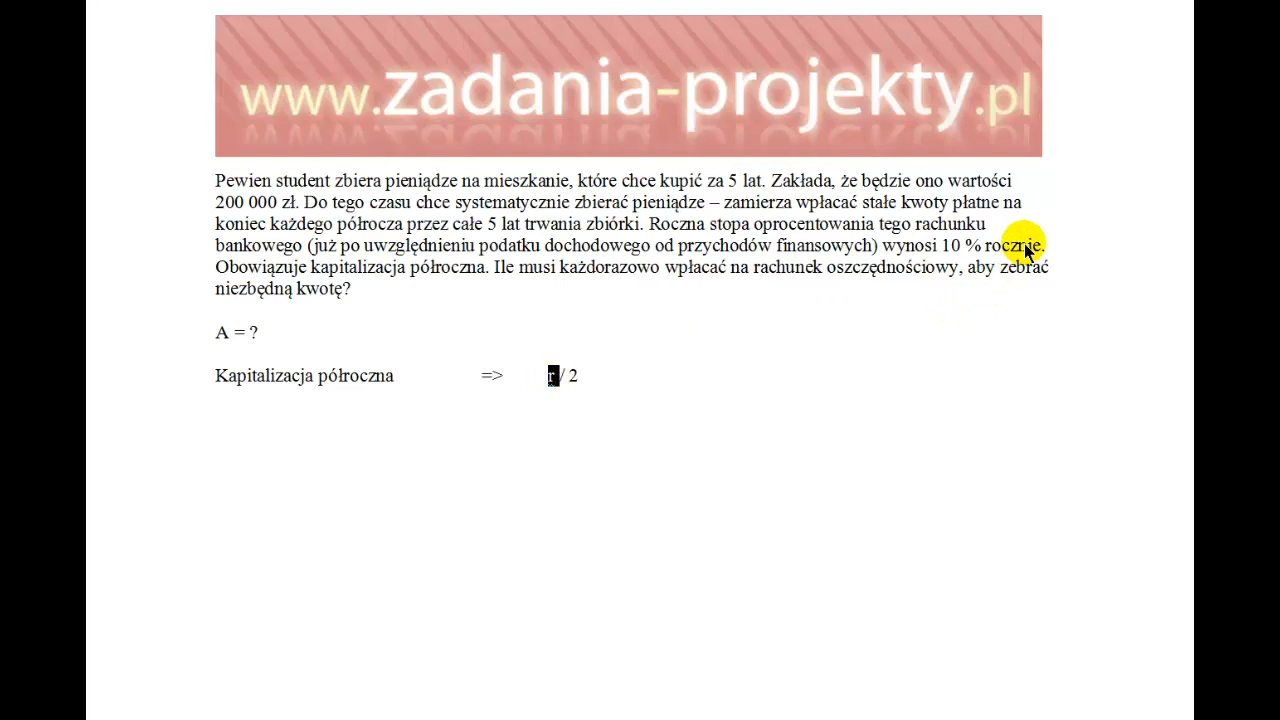 www.zadania-projekty.pl
Pewien student zbiera pieniądze na mieszkanie, które chce kupić za 5 lat. Zakłada, że będzie ono wartości
200 000 zł. Do tego czasu chce systematycznie zbierać pieniądze – zamierza wpłacać stałe kwoty płatne na
koniec każdego półrocza przez całe 5 lat trwania zbiórki. Roczna stopa oprocentowania tego rachunku
bankowego (już po uwzględnieniu podatku dochodowego od przychodów finansowych) wynosi 10 % rocznie.
Obowiązuje kapitalizacja półroczna. Ile musi każdorazowo wpłacać na rachunek oszczędnościowy, aby zebrać
niezbędną kwotę?
A = ?
Kapitalizacja półroczna => r / 2